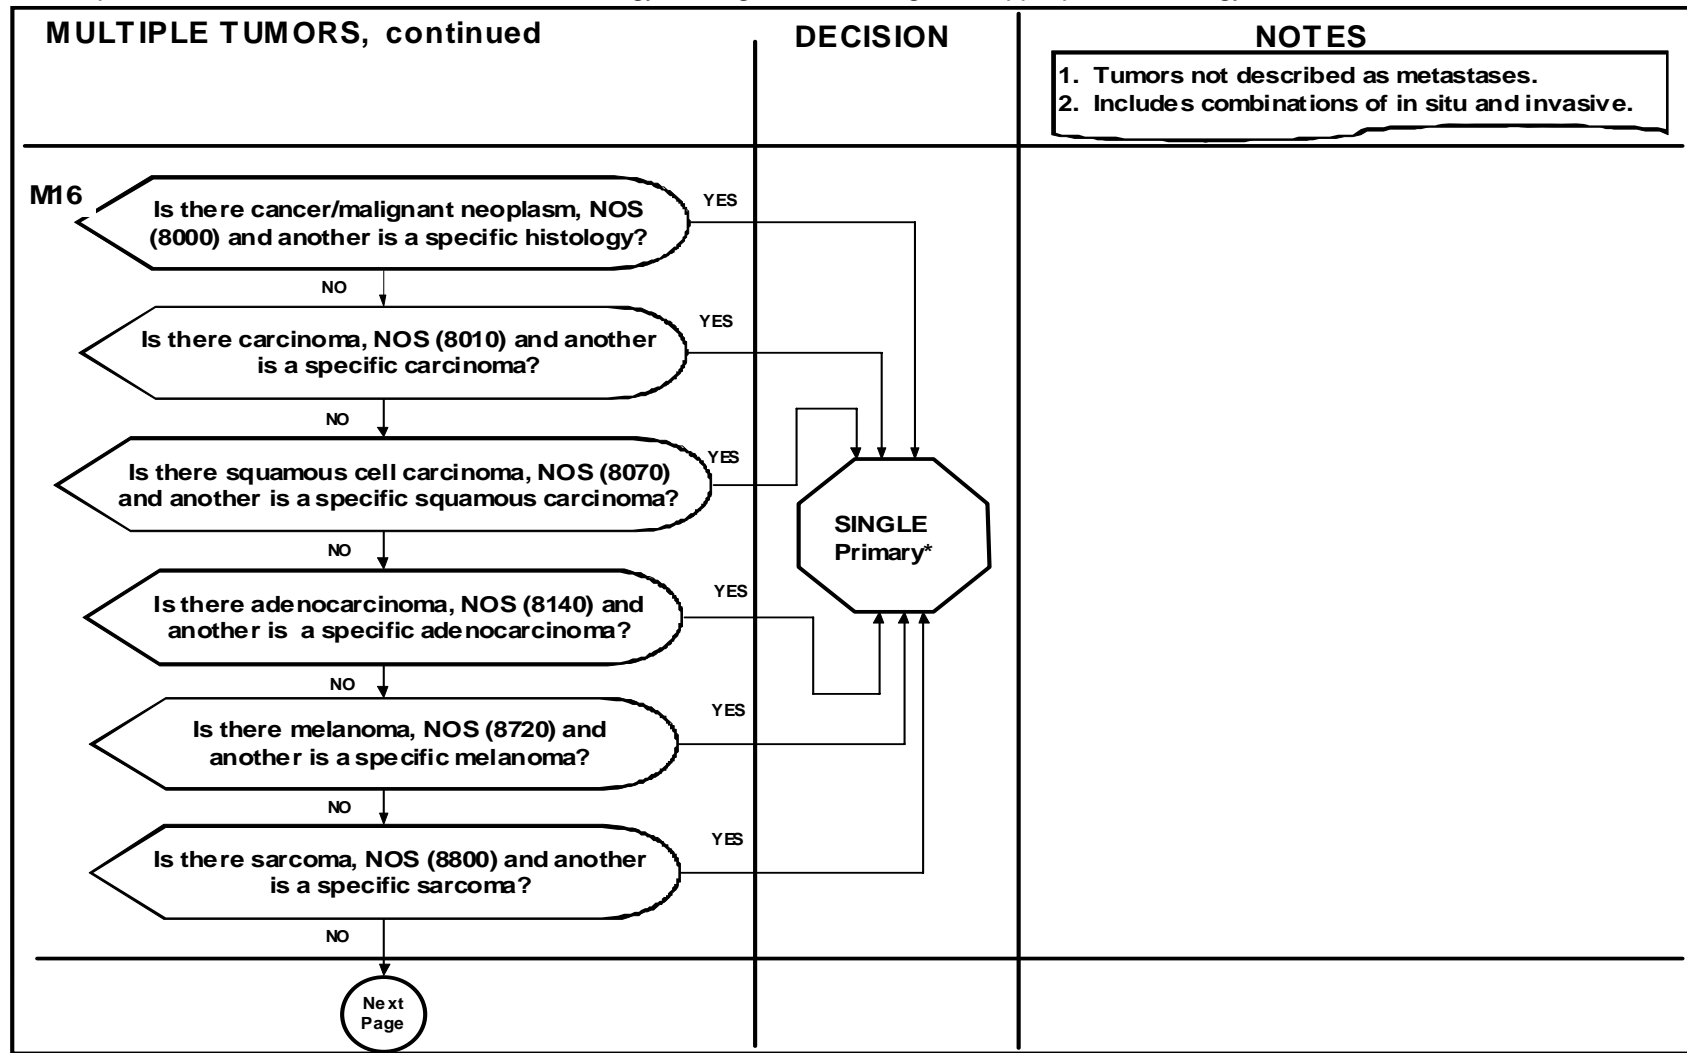 MULTIPLE TUMORS, continued
DECISION
NOTES
1. Tumors not described as metastases.
2. Includes combinations of in situ and invasive.
M16
Is there cancer/malignant neoplasm, NOS
(8000) and another is a specific histology?
YES
NO
Is there carcinoma, NOS (8010) and another
is a specific carcinoma?
YES
NO
Is there squamous cell carcinoma, NOS (8070)
and another is a specific squamous carcinoma?
YES
NO
SINGLE
Primary*
Is there adenocarcinoma, NOS (8140) and
another is a specific adenocarcinoma?
YES
NO
Is there melanoma, NOS (8720) and
another is a specific melanoma?
YES
NO
Is there sarcoma, NOS (8800) and another
is a specific sarcoma?
YES
NO
Next
Page